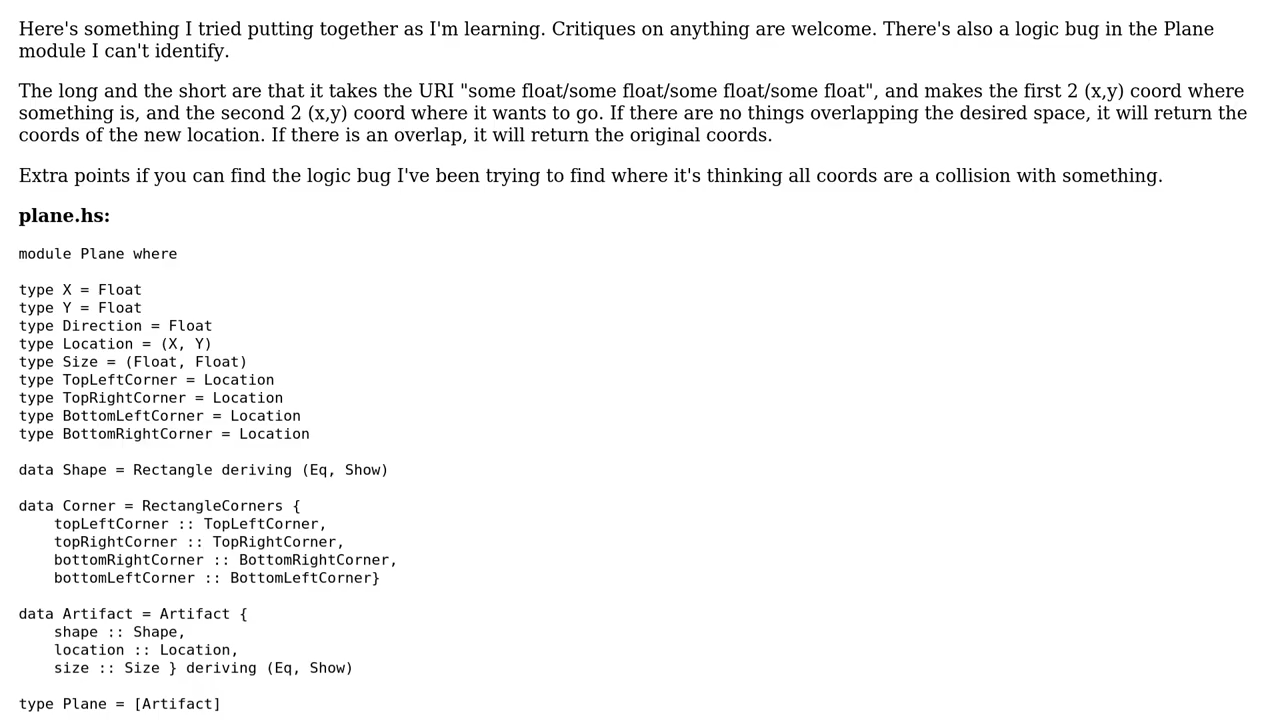 Here's something I tried putting together as I'm learning. Critiques on anything are welcome. There's also a logic bug in the Plane
module I can't identify.
The long and the short are that it takes the URI "some float/some float/some float/some float", and makes the first 2 (x,y) coord where
something is, and the second 2 (x,y) coord where it wants to go. If there are no things overlapping the desired space, it will return the
coords of the new location. If there is an overlap, it will return the original coords.
Extra points if you can find the logic bug I've been trying to find where it's thinking all coords are a collision with something.
plane.hs:
module Plane where
type X = Float
type Y = Float
type Direction = Float
type Location = (X, Y)
type Size = (Float, Float)
type TopLeftCorner = Location
type TopRightCorner = Location
type BottomLeftCorner = Location
type BottomRightCorner = Location
data Shape = Rectangle deriving (Eq, Show)
data Corner = RectangleCorners {
    topLeftCorner :: TopLeftCorner,
    topRightCorner :: TopRightCorner,
    bottomRightCorner :: BottomRightCorner,
    bottomLeftCorner :: BottomLeftCorner}
data Artifact = Artifact {
    shape :: Shape,
    location :: Location,
    size :: Size } deriving (Eq, Show)
type Plane = [Artifact]